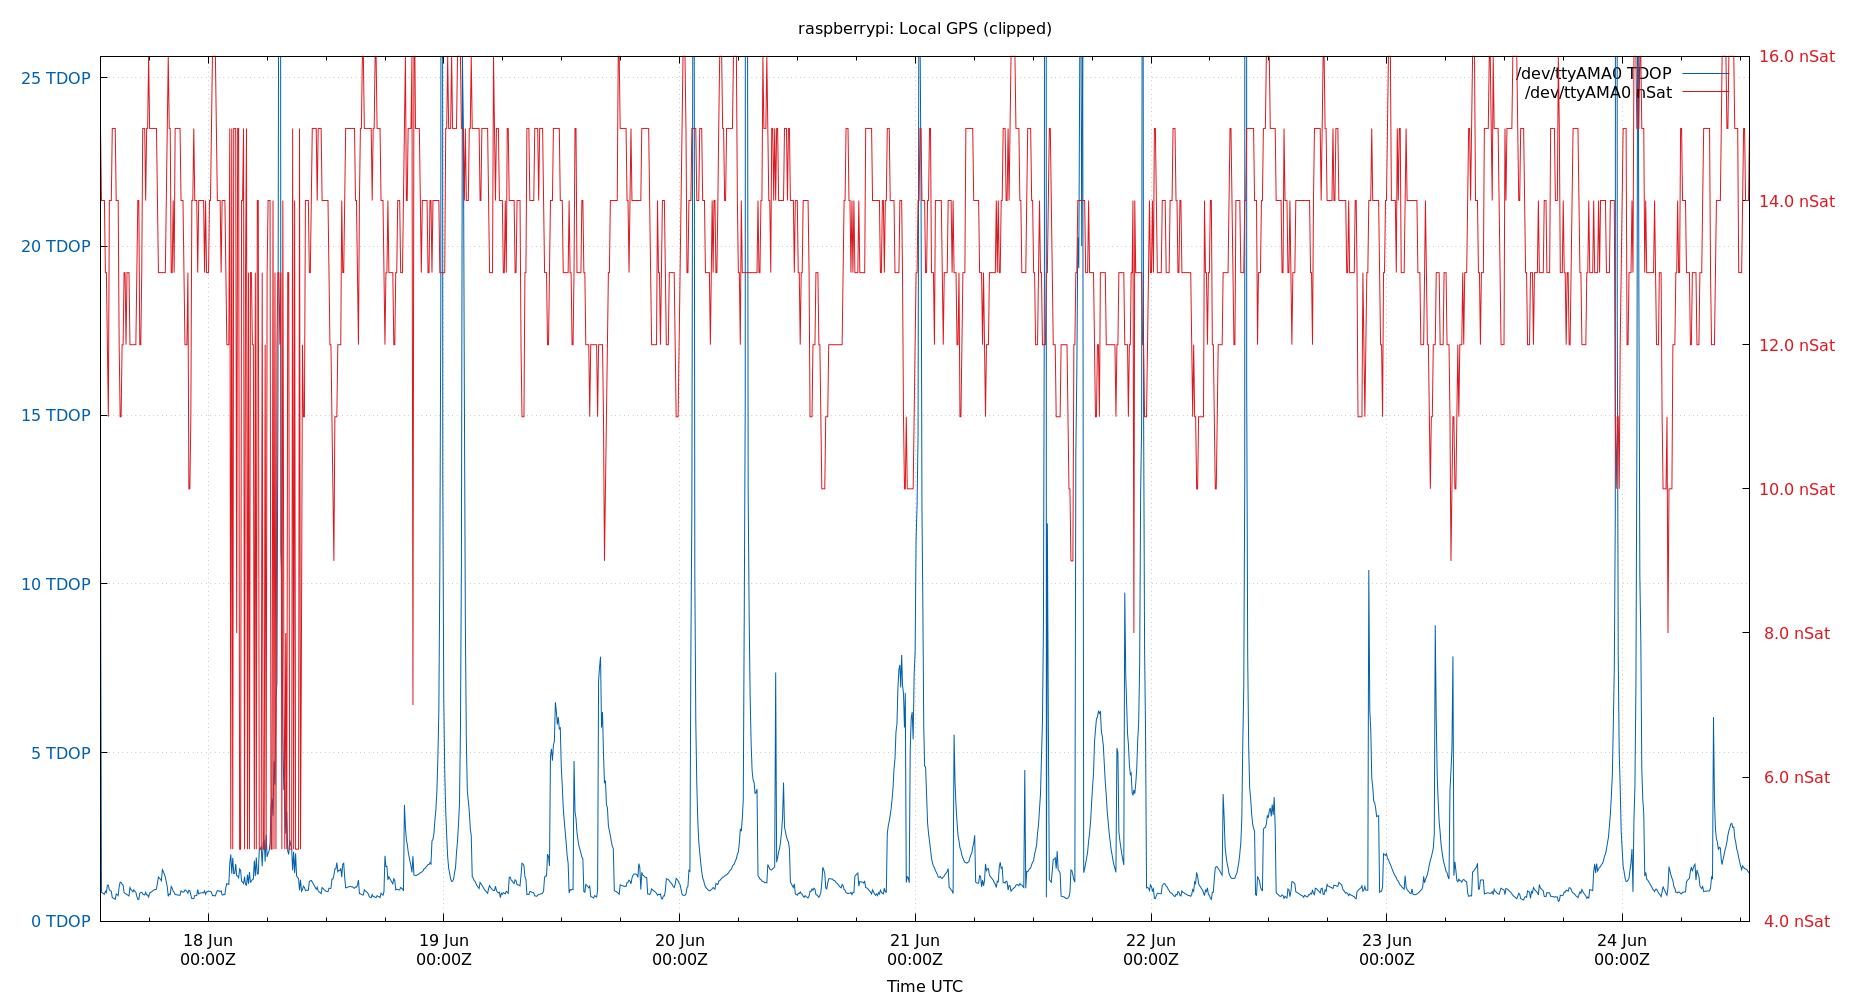 raspberrypi: Local GPS (clipped)
25 TDOP
20 TDOP
15 TDOP
10 TDOP
5 TDOP
0 TDOP
16.0 nSat
14.0 nSat
12.0 nSat
10.0 nSat
8.0 nSat
6.0 nSat
4.0 nSat
/dev/ttyAMA0 TDOP
/dev/ttyAMA0 nSat
18 Jun
00:00Z
19 Jun
00:00Z
20 Jun
00:00Z
21 Jun
00:00Z
22 Jun
00:00Z
23 Jun
00:00Z
24 Jun
00:00Z
Time UTC